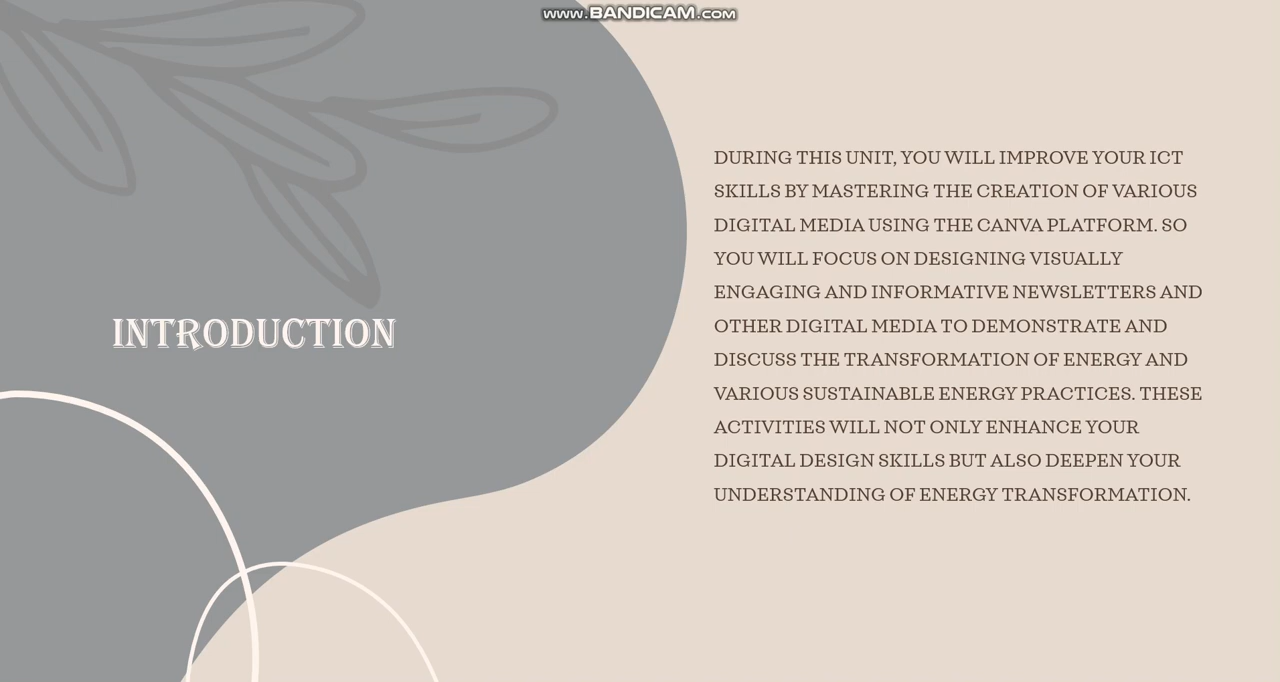 www.BANDICAM.com
INTRODUCTION
DURING THIS UNIT, YOU WILL IMPROVE YOUR ICT
SKILLS BY MASTERING THE CREATION OF VARIOUS
DIGITAL MEDIA USING THE CANVA PLATFORM. SO
YOU WILL FOCUS ON DESIGNING VISUALLY
ENGAGING AND INFORMATIVE NEWSLETTERS AND
OTHER DIGITAL MEDIA TO DEMONSTRATE AND
DISCUSS THE TRANSFORMATION OF ENERGY AND
VARIOUS SUSTAINABLE ENERGY PRACTICES. THESE
ACTIVITIES WILL NOT ONLY ENHANCE YOUR
DIGITAL DESIGN SKILLS BUT ALSO DEEPEN YOUR
UNDERSTANDING OF ENERGY TRANSFORMATION.